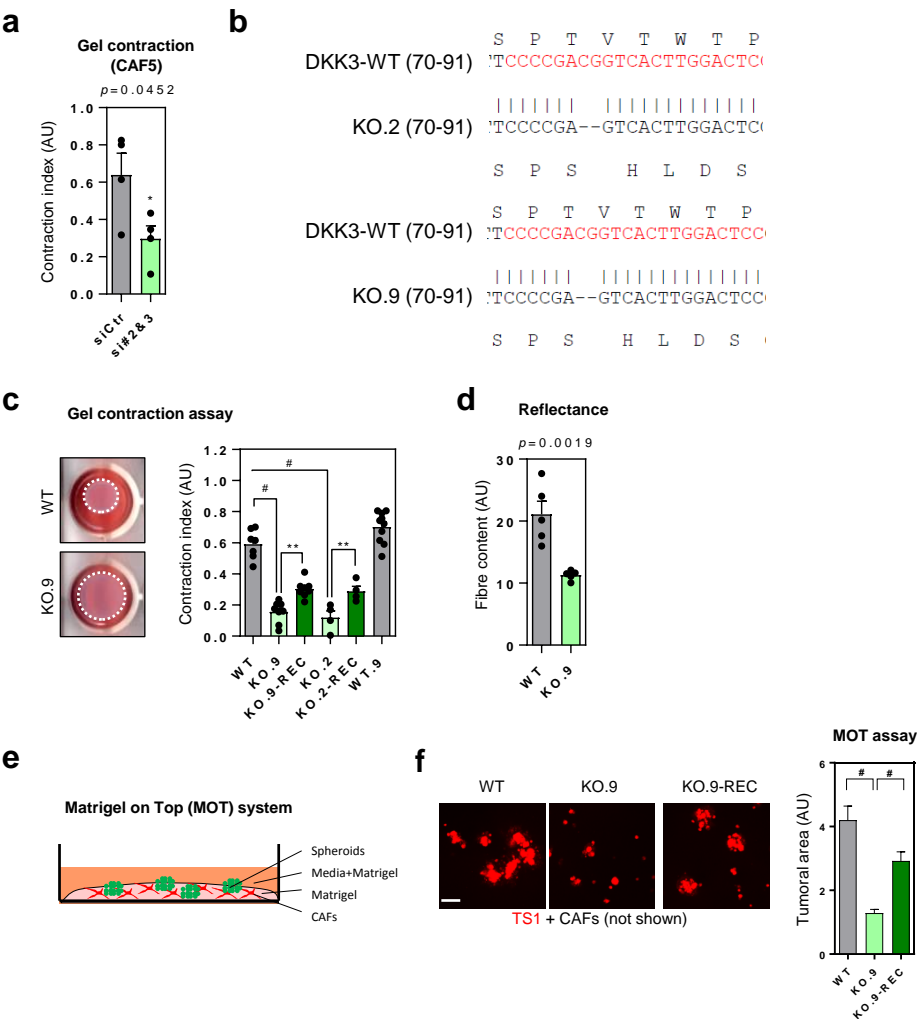 a
Gel contraction
(CAF5)
p=0.0452
Contraction index (AU)
1.0
0.8
0.6
0.4
0.2
0.0
*
siCtr
si#2&3
b
S P T V T W T P
DKK3-WT (70-91)
TCCCCGACGGTCACTTGGACTC
KO.2 (70-91)
TCCCCGA--GTCACTTGGACTC
S P S H L D S
S P T V T W T P
DKK3-WT (70-91)
TCCCCGACGGTCACTTGGACTCC
KO.9 (70-91)
TCCCCGA--GTCACTTGGACTCC
S P S H L D S
c
Gel contraction assay
WT
KO.9
Contraction index (AU)
1.2
1.0
0.8
0.6
0.4
0.2
0.0
#
#
**
**
WT
KO.9
KO.9-REC
KO.2
KO.2-REC
WT.9
d
Reflectance
p=0.0019
Fibre content (AU)
30
20
10
0
WT
KO.9
e
Matrigel on Top (MOT) system
Spheroids
Media+Matrigel
Matrigel
CAFs
f
WT
KO.9
KO.9-REC
TS1 + CAFs (not shown)
MOT assay
Tumoral area (AU)
6
4
2
0
#
#
WT
KO.9
KO.9-REC